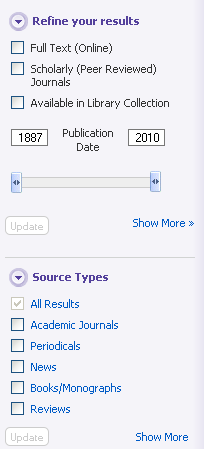 Refine your results
Full Text (Online)
Scholarly (Peer Reviewed)
Journals
Available in Library Collection
1887 Publication 2010
Date
Update Show More »
Source Types
All Results
Academic Journals
Periodicals
News
Books/Monographs
Reviews
Update Show More